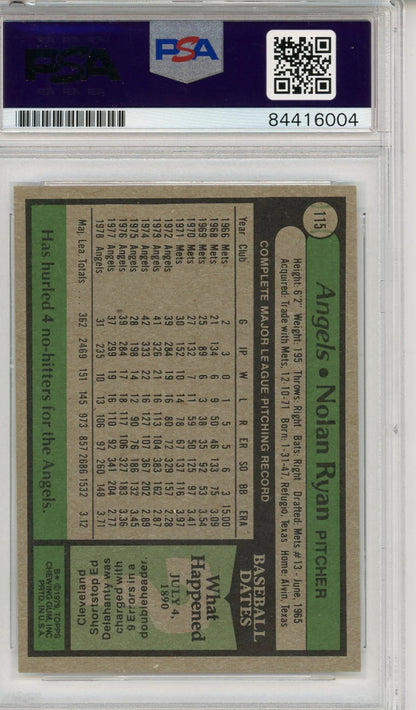 PSA
PSA
84416004
115
Angels • Nolan Ryan PITCHER
Height: 6'2" Weight: 195 Throws: Right Bats: Right Drafted: Mets #13 - June, 1965
Acquired: Trade with Mets, 12-10-71 Born: 1-31-47, Refugio, Texas Home: Alvin, Texas
COMPLETE MAJOR LEAGUE PITCHING RECORD
Year Club G IP W L R ER SO BB ERA
1966 Mets 2 3 0 1 5 5 6 3 15.00
1968 Mets 21 134 6 9 50 46 133 75 3.09
1969 Mets 25 89 6 3 38 35 92 53 3.54
1970 Mets 27 132 7 11 59 50 125 97 3.41
1971 Mets 30 152 10 14 78 67 137 116 3.97
1972 Angels 39 284 19 16 80 72 329 157 2.28
1973 Angels 41 326 21 16 113 104 383 162 2.87
1974 Angels 42 333 22 16 127 107 367 202 2.89
1975 Angels 28 198 14 12 90 76 186 132 3.45
1976 Angels 39 284 17 18 117 106 327 183 3.36
1977 Angels 37 299 19 16 110 92 341 204 2.77
1978 Angels 31 235 10 13 106 97 260 148 3.71
Maj. Lea. Totals 362 2469 151 145 973 857 2686 1532 3.12
Has hurled 4 no-hitters for the Angels.
BASEBALL
DATES
What
Happened
JULY 4,
1890
Cleveland
Shortstop Ed
Delahantv was
charged with
9 Errors in a
doubleheader
B* © 1979, TOPPS
CHEWING GUM, INC
PRTD. IN U.S.A.